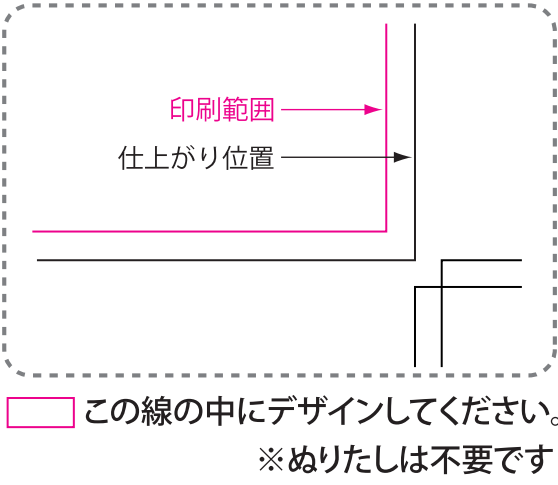 印刷範囲
仕上がり位置
この線の中にデザインしてください。
※ぬりたしは不要です